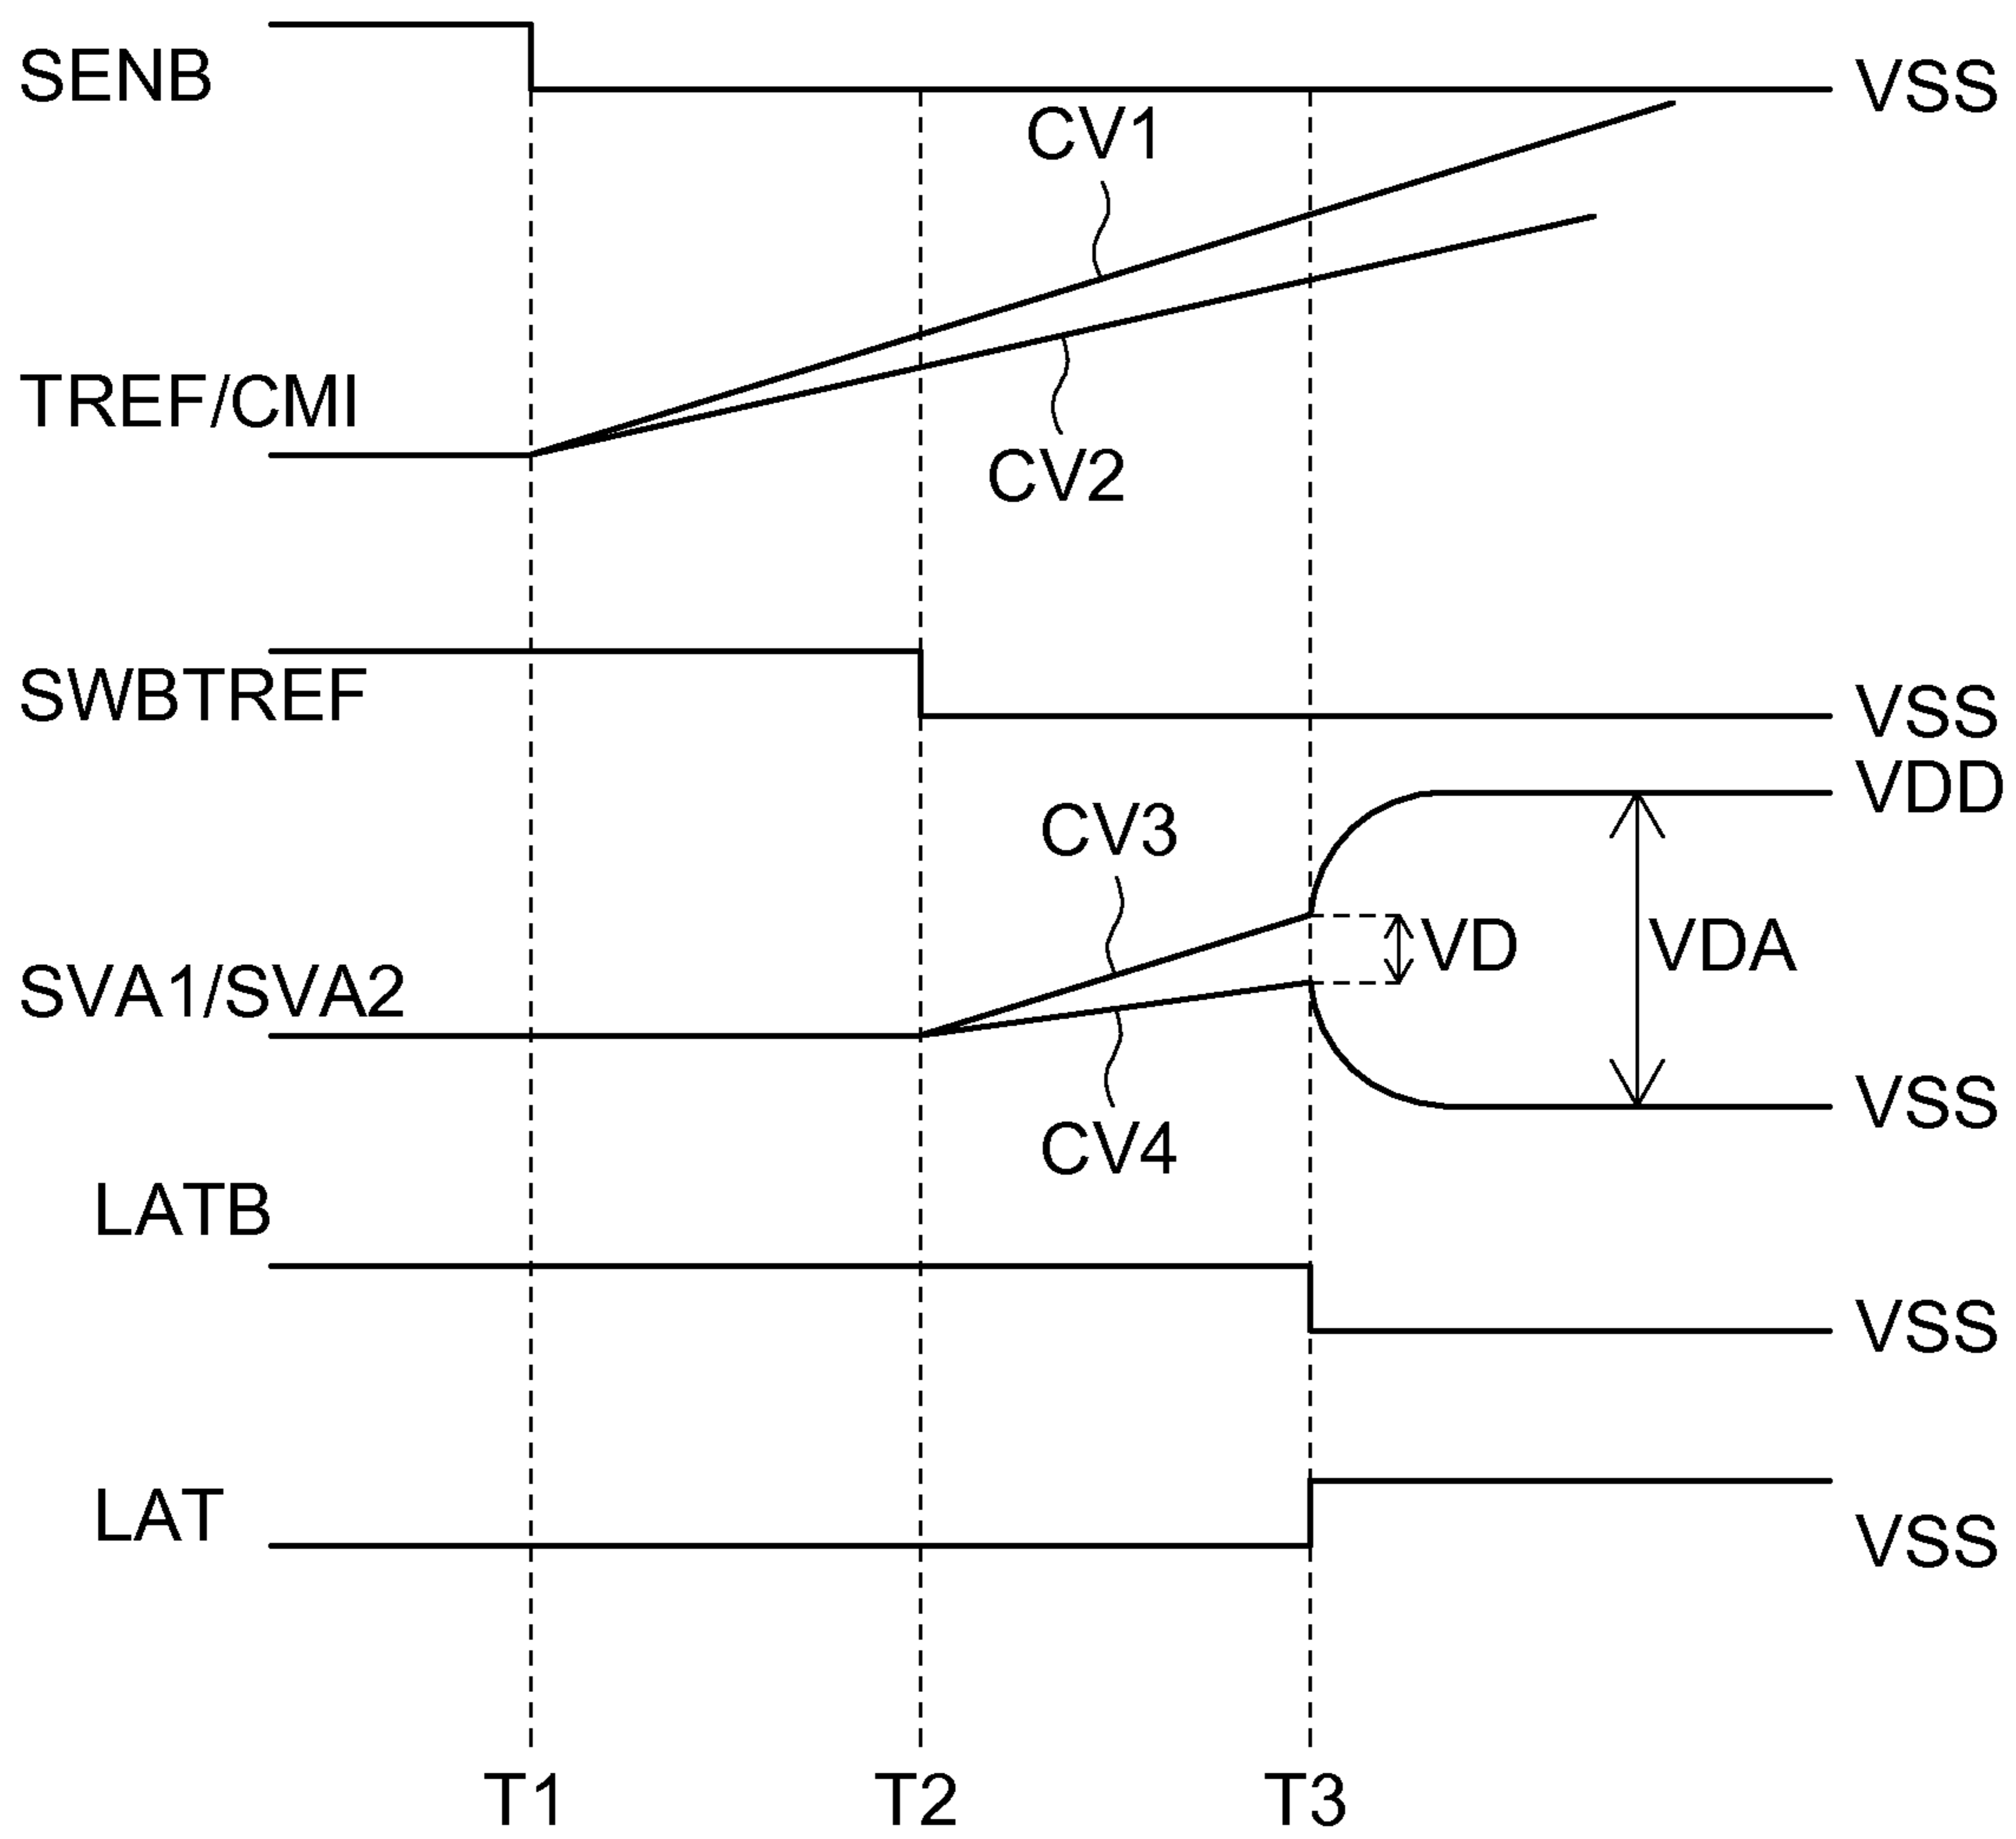 SENB
VSS
CV1
TREF/CMI
CV2
SWBTREF
VSS
VDD
CV3
VD
VDA
SVA1/SVA2
VSS
CV4
LATB
VSS
LAT
VSS
T1
T2
T3